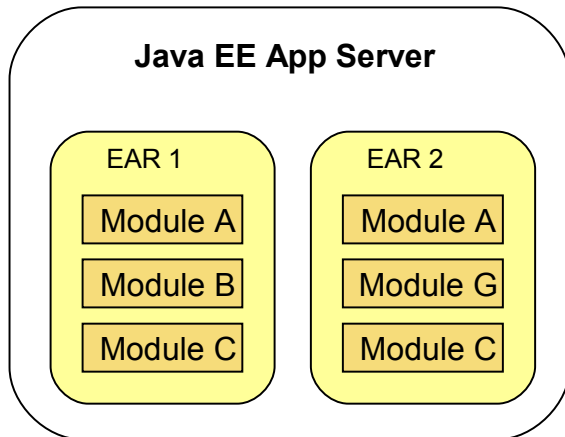 Java EE App Server
EAR 1
Module A
Module B
Module C
EAR 2
Module A
Module G
Module C